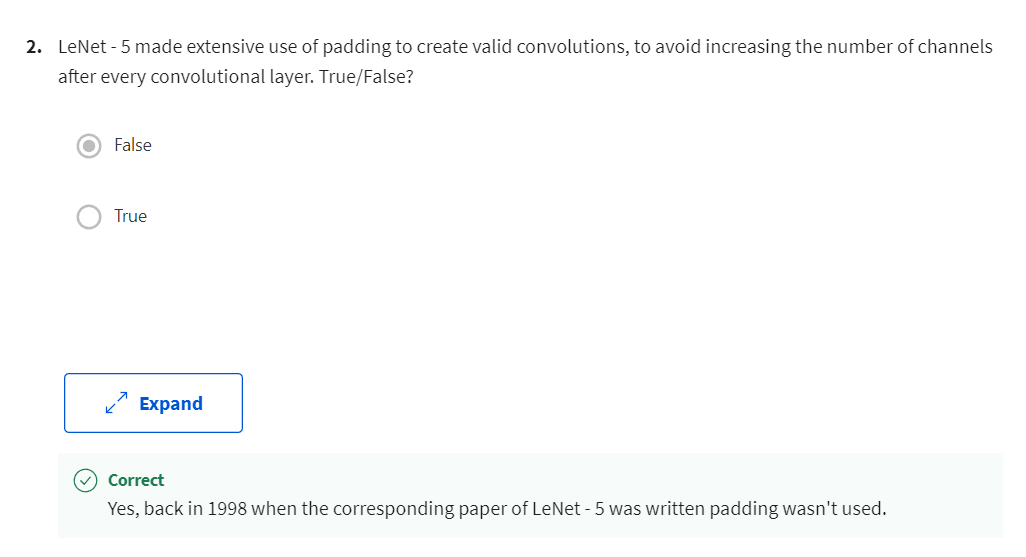 2. LeNet - 5 made extensive use of padding to create valid convolutions, to avoid increasing the number of channels
after every convolutional layer. True/False?
False
True
Expand
Correct
Yes, back in 1998 when the corresponding paper of LeNet - 5 was written padding wasn't used.